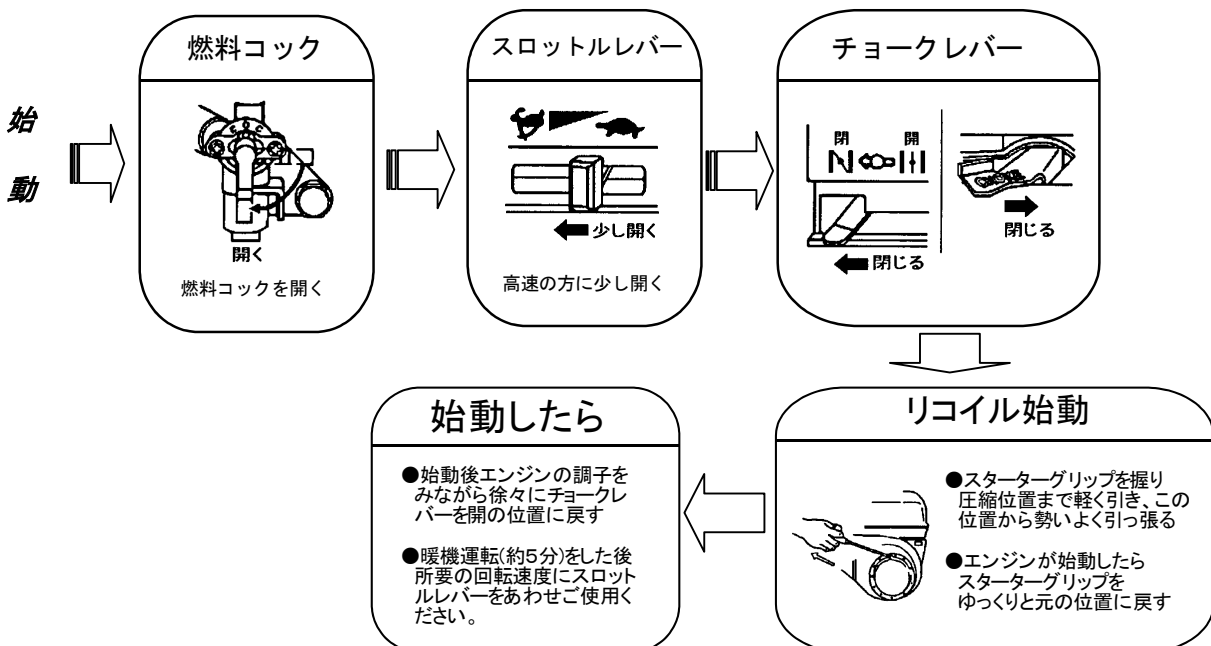 始
動
燃料コック
開く
燃料コックを開く
スロットルレバー
少し開く
高速の方に少し開く
チョークレバー
閉 開
閉じる
閉じる
リコイル始動
●スターターグリップを握り
圧縮位置まで軽く引き、この
位置から勢いよく引っ張る
●エンジンが始動したら
スターターグリップを
ゆっくりと元の位置に戻す
始動したら
●始動後エンジンの調子を
みながら徐々にチョークレ
バーを開の位置に戻す
●暖機運転(約5分)をした後
所要の回転速度にスロット
ルレバーをあわせご使用く
ださい。